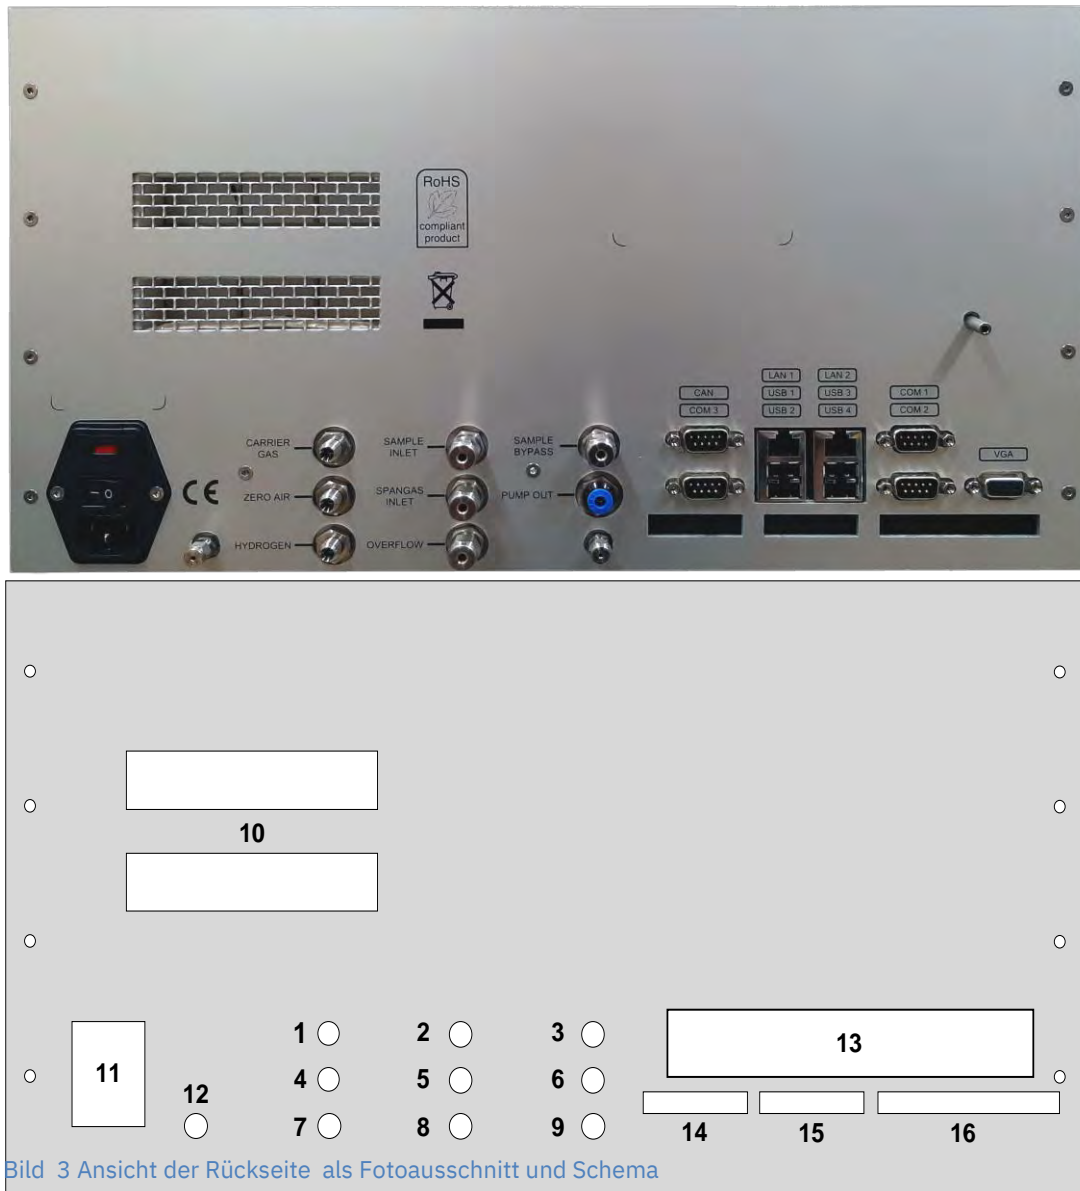 RoHS
compliant
product
LAN 1
LAN 2
CAN
USB 1
USB 3
COM 1
COM 3
USB 2
USB 4
COM 2
CARRIER
GAS
SAMPLE
INLET
SAMPLE
BYPASS
VGA
CE
ZERO AIR
SPANGAS
INLET
PUMP OUT
HYDROGEN
OVERFLOW
10
1
2
3
13
11
4
5
6
12
7
8
9
14
15
16
Bild 3 Ansicht der Rückseite als Fotoausschnitt und Schema